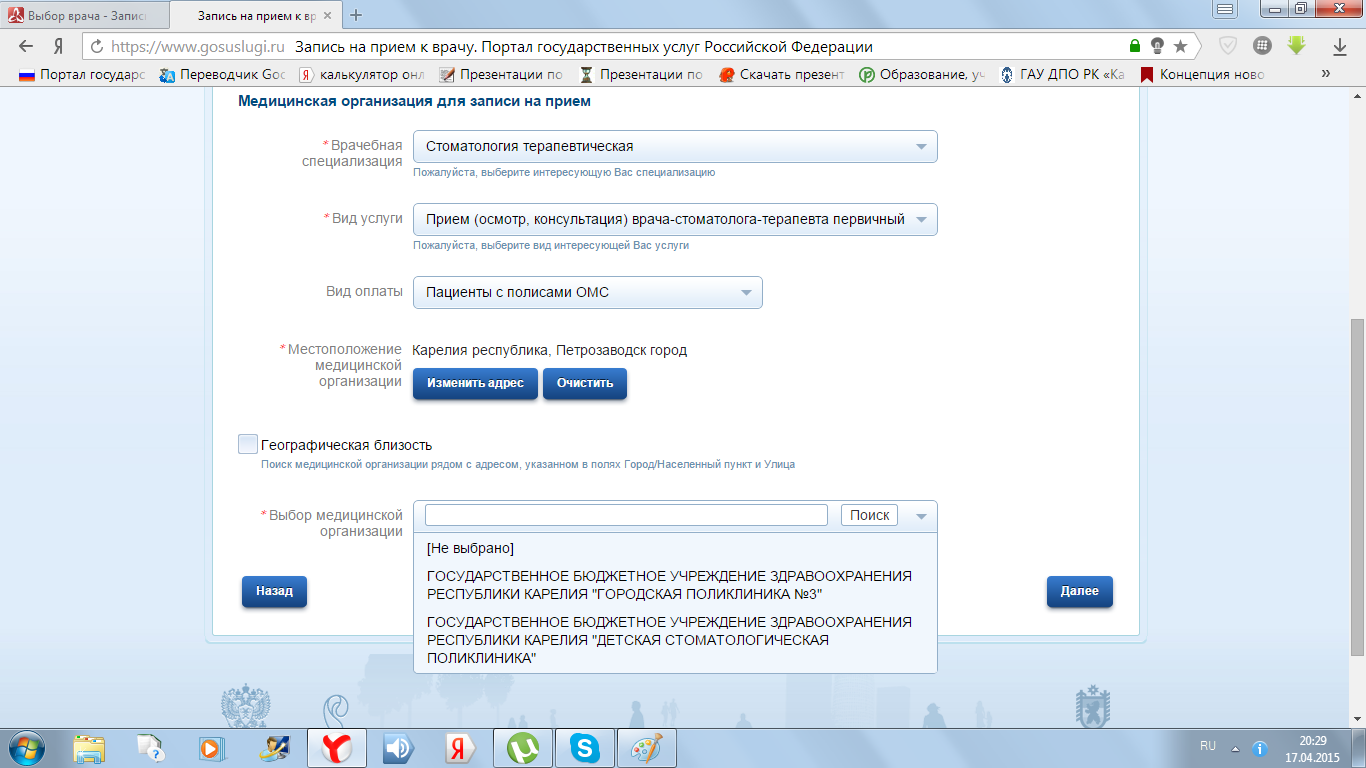 Выбор врача - Запис
Запись на прием к вр
https://www.gosuslugi.ru Запись на прием к врачу. Портал государственных услуг Российской Федерации
Портал государс
Переводчик Goo
калькулятор онл
Презентации по
Презентации по
Скачать презент
Образование, уч
ГАУ ДПО РК «Ка
Концепция ново
»
Медицинская организация для записи на прием
* Врачебная
специализация
Стоматология терапевтическая
Пожалуйста, выберите интересующую Вас специализацию
* Вид услуги
Прием (осмотр, консультация) врача-стоматолога-терапевта первичный
Пожалуйста, выберите вид интересующей Вас услуги
Вид оплаты
Пациенты с полисами ОМС
* Местоположение
медицинской
организации
Карелия республика, Петрозаводск город
Изменить адрес
Очистить
Географическая близость
Поиск медицинской организации рядом с адресом, указанном в полях Город/Населенный пункт и Улица
* Выбор медицинской
организации
Поиск
[Не выбрано]
ГОСУДАРСТВЕННОЕ БЮДЖЕТНОЕ УЧРЕЖДЕНИЕ ЗДРАВООХРАНЕНИЯ
РЕСПУБЛИКИ КАРЕЛИЯ "ГОРОДСКАЯ ПОЛИКЛИНИКА №3"
ГОСУДАРСТВЕННОЕ БЮДЖЕТНОЕ УЧРЕЖДЕНИЕ ЗДРАВООХРАНЕНИЯ
РЕСПУБЛИКИ КАРЕЛИЯ "ДЕТСКАЯ СТОМАТОЛОГИЧЕСКАЯ
ПОЛИКЛИНИКА"
Назад
Далее
RU
20:29
17.04.2015